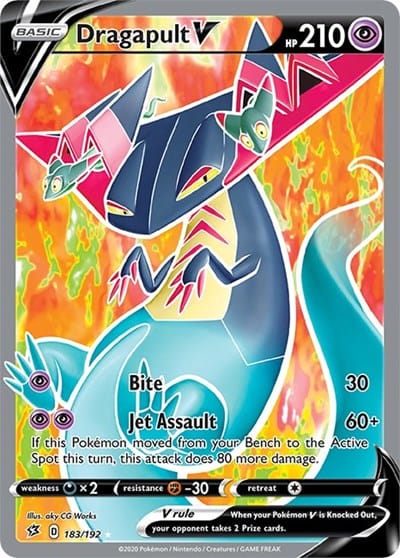 BASIC Dragapult V HP 210
Bite 30
Jet Assault 60+
If this Pokémon moved from your Bench to the Active
Spot this turn, this attack does 80 more damage.
weakness ×2 resistance -30 retreat
Illus. aky CG Works
D 183/192
V rule When your Pokémon V is Knocked Out,
your opponent takes 2 Prize cards.
©2020 Pokémon / Nintendo / Creatures / GAME FREAK